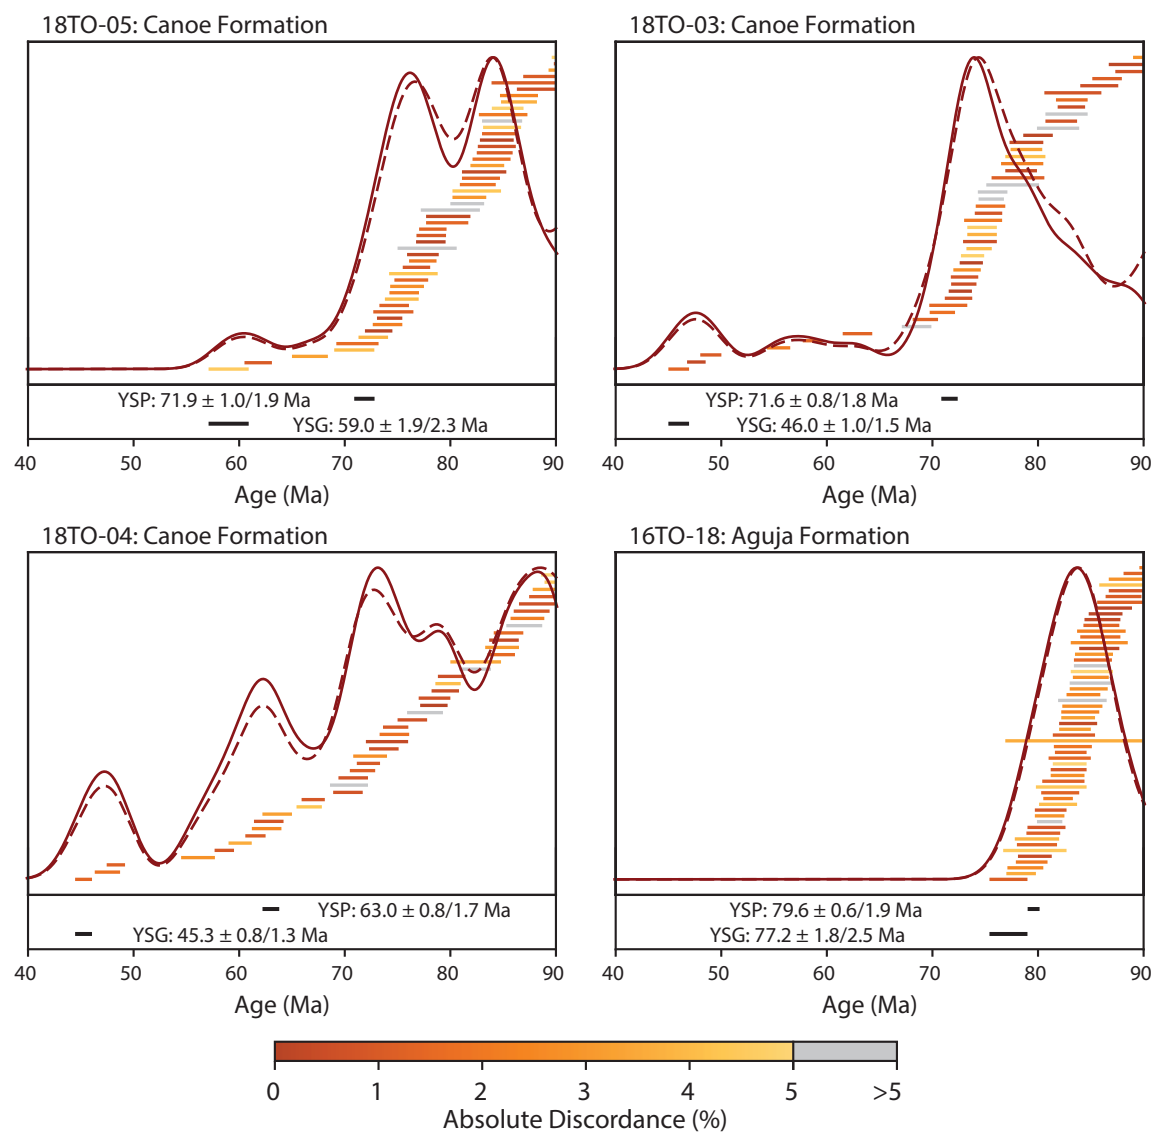 18TO-05: Canoe Formation
YSP: 71.9 ± 1.0/1.9 Ma
YSG: 59.0 ± 1.9/2.3 Ma
40 50 60 70 80 90
Age (Ma)
18TO-03: Canoe Formation
YSP: 71.6 ± 0.8/1.8 Ma
YSG: 46.0 ± 1.0/1.5 Ma
40 50 60 70 80 90
Age (Ma)
18TO-04: Canoe Formation
YSP: 63.0 ± 0.8/1.7 Ma
YSG: 45.3 ± 0.8/1.3 Ma
40 50 60 70 80 90
Age (Ma)
16TO-18: Aguja Formation
YSP: 79.6 ± 0.6/1.9 Ma
YSG: 77.2 ± 1.8/2.5 Ma
40 50 60 70 80 90
Age (Ma)
0 1 2 3 4 5 >5
Absolute Discordance (%)